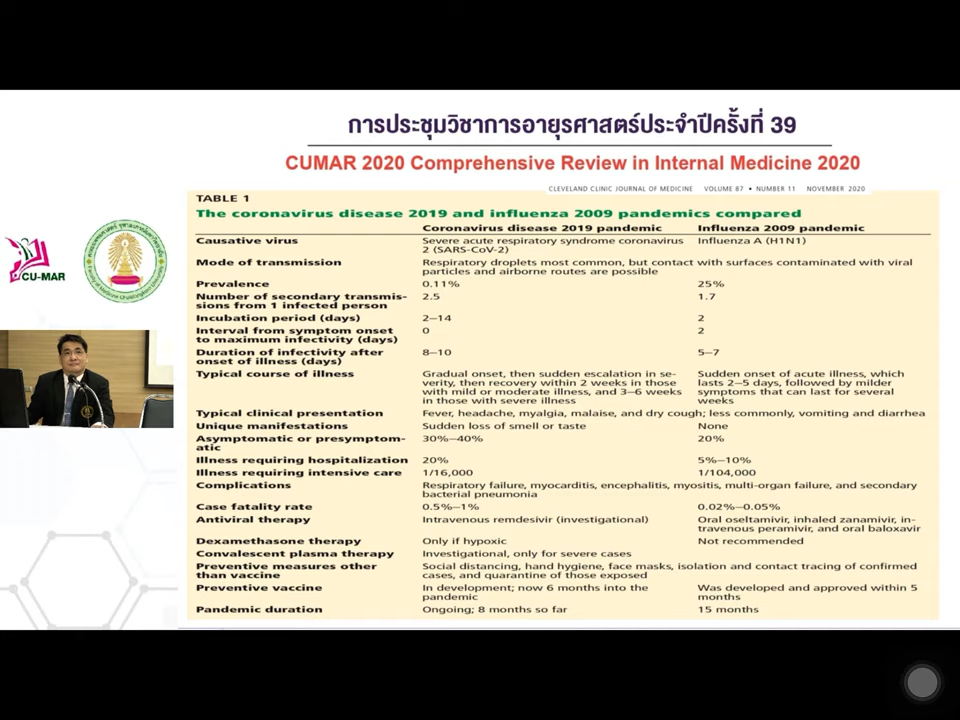 การประชุมวิชาการอายุรศาสตร์ประจำปีครั้งที่ 39
CUMAR 2020 Comprehensive Review in Internal Medicine 2020
CLEVELAND CLINIC JOURNAL OF MEDICINE VOLUME 87 • NUMBER 11 NOVEMBER 2020
TABLE 1
The coronavirus disease 2019 and influenza 2009 pandemics compared
Coronavirus disease 2019 pandemic Influenza 2009 pandemic
Causative virus Severe acute respiratory syndrome coronavirus Influenza A (H1N1)
2 (SARS-CoV-2)
Mode of transmission Respiratory droplets most common, but contact with surfaces contaminated with viral
particles and airborne routes are possible
Prevalence 0.11% 25%
Number of secondary transmis- 2.5 1.7
sions from 1 infected person
Incubation period (days) 2–14 2
Interval from symptom onset 0 2
to maximum infectivity (days)
Duration of infectivity after 8–10 5–7
onset of illness (days)
Typical course of illness Gradual onset, then sudden escalation in se- Sudden onset of acute illness, which
verity, then recovery within 2 weeks in those lasts 2–5 days, followed by milder
with mild or moderate illness, and 3–6 weeks symptoms that can last for several
in those with severe illness weeks
Typical clinical presentation Fever, headache, myalgia, malaise, and dry cough; less commonly, vomiting and diarrhea
Unique manifestations Sudden loss of smell or taste None
Asymptomatic or presymptom- 30%–40% 20%
atic
Illness requiring hospitalization 20% 5%–10%
Illness requiring intensive care 1/16,000 1/104,000
Complications Respiratory failure, myocarditis, encephalitis, myositis, multi-organ failure, and secondary
bacterial pneumonia
Case fatality rate 0.5%–1% 0.02%–0.05%
Antiviral therapy Intravenous remdesivir (investigational) Oral oseltamivir, inhaled zanamivir, in-
travenous peramivir, and oral baloxavir
Dexamethasone therapy Only if hypoxic Not recommended
Convalescent plasma therapy Investigational, only for severe cases
Preventive measures other Social distancing, hand hygiene, face masks, isolation and contact tracing of confirmed
than vaccine cases, and quarantine of those exposed
Preventive vaccine In development; now 6 months into the Was developed and approved within 5
pandemic months
Pandemic duration Ongoing; 8 months so far 15 months
CU-MAR